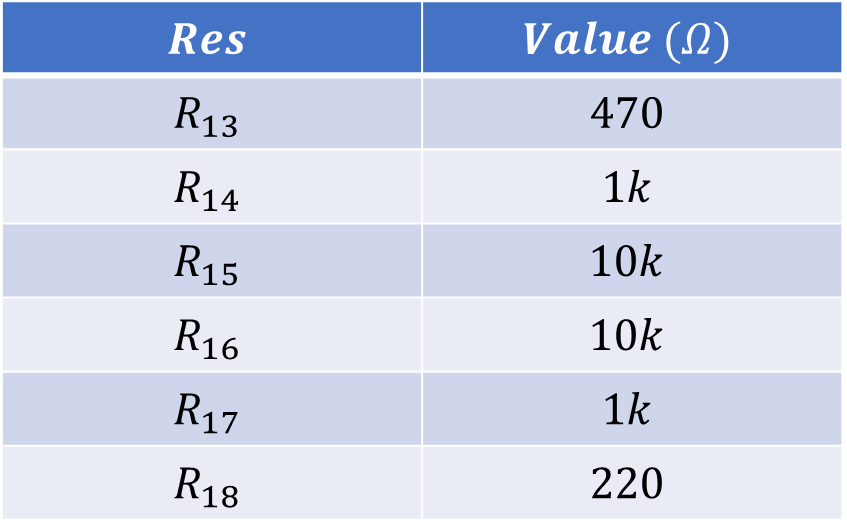 Res Value (Ω)
R₁₃ 470
R₁₄ 1k
R₁₅ 10k
R₁₆ 10k
R₁₇ 1k
R₁₈ 220